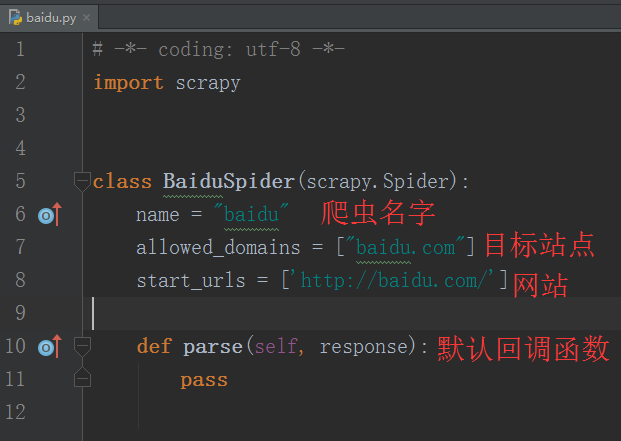 baidu.py
1 # -*- coding: utf-8 -*-
2 import scrapy
3
4
5 class BaiduSpider(scrapy.Spider):
6 name = "baidu" 爬虫名字
7 allowed_domains = ["baidu.com"] 目标站点
8 start_urls = ['http://baidu.com/'] 网站
9
10 def parse(self, response): 默认回调函数
11 pass
12